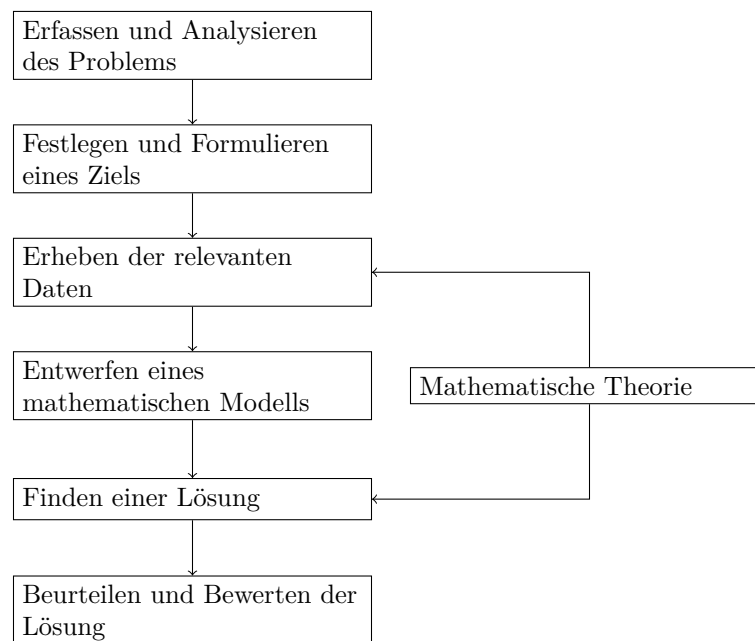 Erfassen und Analysieren
des Problems
Festlegen und Formulieren
eines Ziels
Erheben der relevanten
Daten
Entwerfen eines
mathematischen Modells
Mathematische Theorie
Finden einer Lösung
Beurteilen und Bewerten der
Lösung